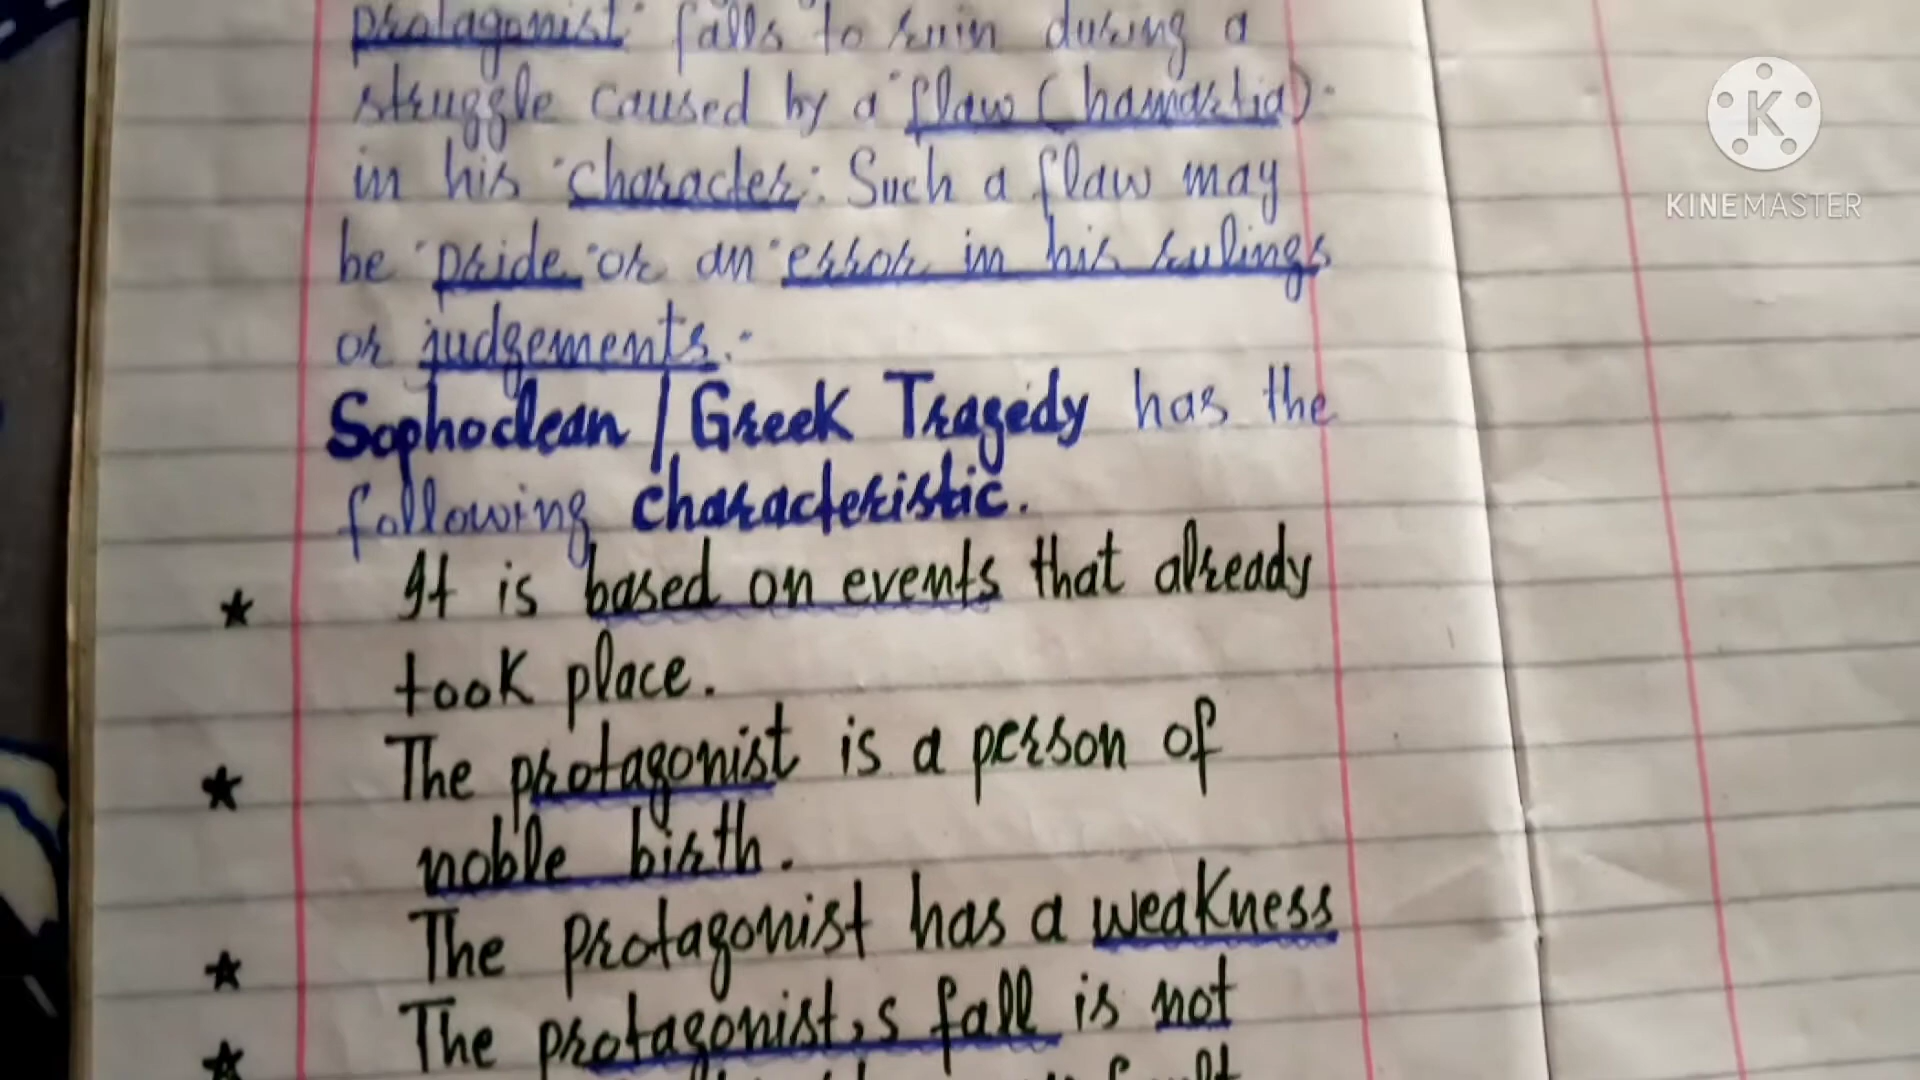 protagonist: falls to ruin during a
struggle caused by a "flaw (hamartia)"
in his "character": Such a flaw may
be "pride" or an "error in his rulings
or judgements."
Sophoclean / Greek Tragedy has the
following characteristic.
★ It is based on events that already
took place.
★ The protagonist is a person of
noble birth.
★ The protagonist has a weakness
★ The protagonist,s fall is not
K
KINEMASTER